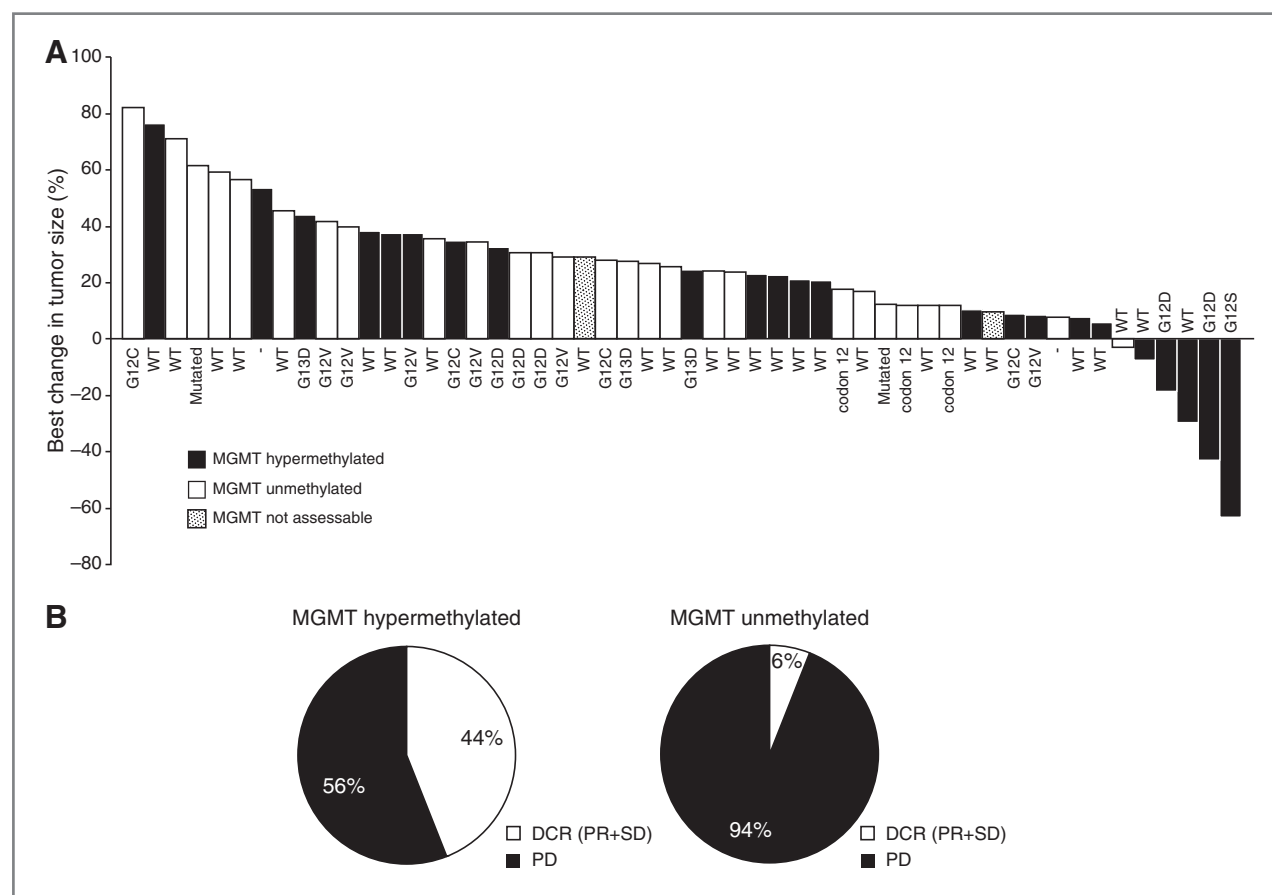 A
Best change in tumor size (%)
100
80
60
40
20
0
−20
−40
−60
−80
G12C
WT
WT
Mutated
WT
WT
-
WT
G13D
G12V
G12V
WT
WT
G12V
WT
G12C
G12V
G12D
G12D
G12D
G12V
WT
G12C
G13D
WT
WT
G13D
WT
WT
WT
WT
WT
WT
codon 12
WT
Mutated
codon 12
WT
codon 12
WT
WT
G12C
G12V
-
WT
WT
WT
WT
G12D
WT
G12D
G12S
MGMT hypermethylated
MGMT unmethylated
MGMT not assessable
B
MGMT hypermethylated
44%
56%
DCR (PR+SD)
PD
MGMT unmethylated
6%
94%
DCR (PR+SD)
PD